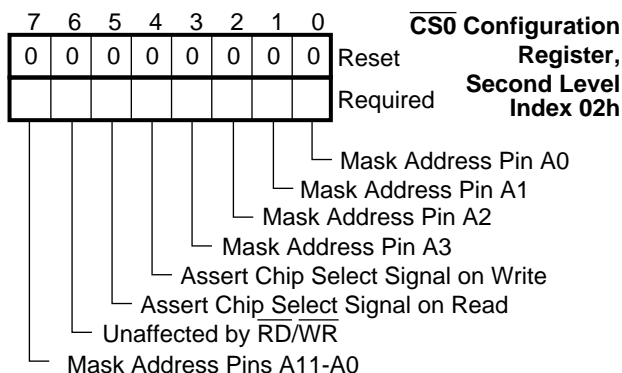 7 6 5 4 3 2 1 0
0 0 0 0 0 0 0 0 Reset
Required
CS0 Configuration
Register,
Second Level
Index 02h
Mask Address Pin A0
Mask Address Pin A1
Mask Address Pin A2
Mask Address Pin A3
Assert Chip Select Signal on Write
Assert Chip Select Signal on Read
Unaffected by RD/WR
Mask Address Pins A11-A0